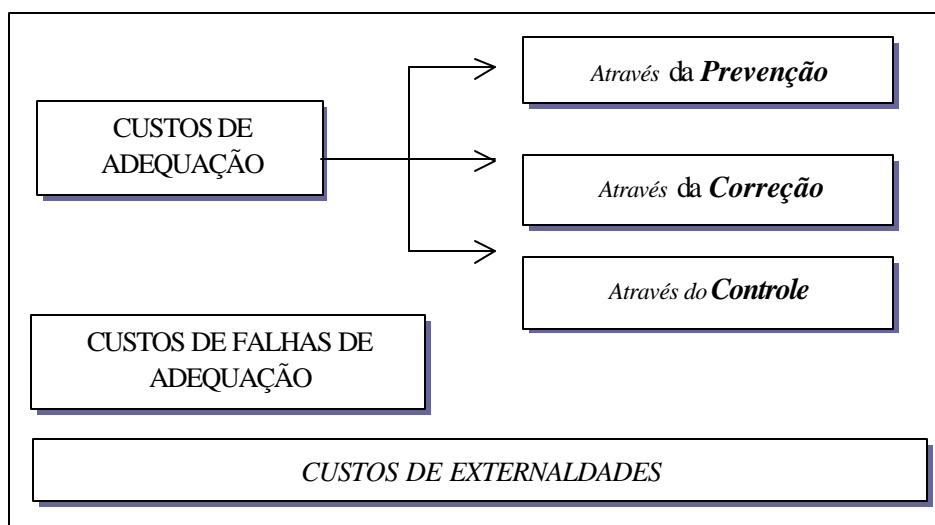 Através da Prevenção
CUSTOS DE
ADEQUAÇÃO
Através da Correção
Através do Controle
CUSTOS DE FALHAS DE
ADEQUAÇÃO
CUSTOS DE EXTERNALDADES